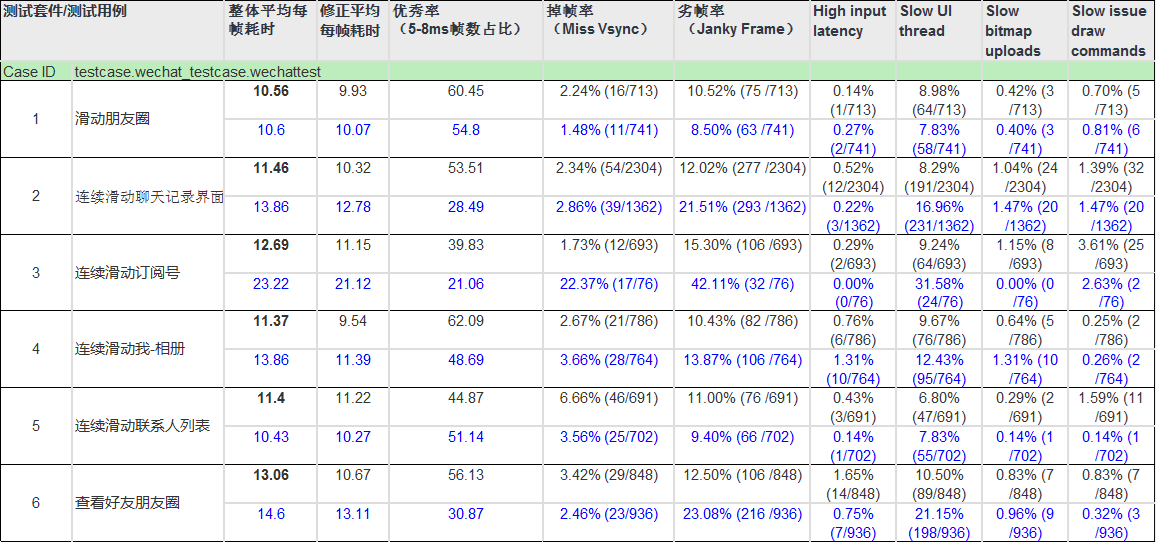 测试套件/测试用例 整体平均每帧耗时 修正平均每帧耗时 优秀率（5-8ms帧数占比） 掉帧率（Miss Vsync） 劣帧率（Janky Frame） High input latency Slow UI thread Slow bitmap uploads Slow issue draw commands
Case ID testcase.wechat_testcase.wechattest
1 滑动朋友圈 10.56 9.93 60.45 2.24% (16/713) 10.52% (75 /713) 0.14% (1/713) 8.98% (64/713) 0.42% (3 /713) 0.70% (5 /713)
10.6 10.07 54.8 1.48% (11/741) 8.50% (63 /741) 0.27% (2/741) 7.83% (58/741) 0.40% (3 /741) 0.81% (6 /741)
2 连续滑动聊天记录界面 11.46 10.32 53.51 2.34% (54/2304) 12.02% (277 /2304) 0.52% (12/2304) 8.29% (191/2304) 1.04% (24 /2304) 1.39% (32 /2304)
13.86 12.78 28.49 2.86% (39/1362) 21.51% (293 /1362) 0.22% (3/1362) 16.96% (231/1362) 1.47% (20 /1362) 1.47% (20 /1362)
3 连续滑动订阅号 12.69 11.15 39.83 1.73% (12/693) 15.30% (106 /693) 0.29% (2/693) 9.24% (64/693) 1.15% (8 /693) 3.61% (25 /693)
23.22 21.12 21.06 22.37% (17/76) 42.11% (32 /76) 0.00% (0/76) 31.58% (24/76) 0.00% (0 /76) 2.63% (2 /76)
4 连续滑动我-相册 11.37 9.54 62.09 2.67% (21/786) 10.43% (82 /786) 0.76% (6/786) 9.67% (76/786) 0.64% (5 /786) 0.25% (2 /786)
13.86 11.39 48.69 3.66% (28/764) 13.87% (106 /764) 1.31% (10/764) 12.43% (95/764) 1.31% (10 /764) 0.26% (2 /764)
5 连续滑动联系人列表 11.4 11.22 44.87 6.66% (46/691) 11.00% (76 /691) 0.43% (3/691) 6.80% (47/691) 0.29% (2 /691) 1.59% (11 /691)
10.43 10.27 51.14 3.56% (25/702) 9.40% (66 /702) 0.14% (1/702) 7.83% (55/702) 0.14% (1 /702) 0.14% (1 /702)
6 查看好友朋友圈 13.06 10.67 56.13 3.42% (29/848) 12.50% (106 /848) 1.65% (14/848) 10.50% (89/848) 0.83% (7 /848) 0.83% (7 /848)
14.6 13.11 30.87 2.46% (23/936) 23.08% (216 /936) 0.75% (7/936) 21.15% (198/936) 0.96% (9 /936) 0.32% (3 /936)